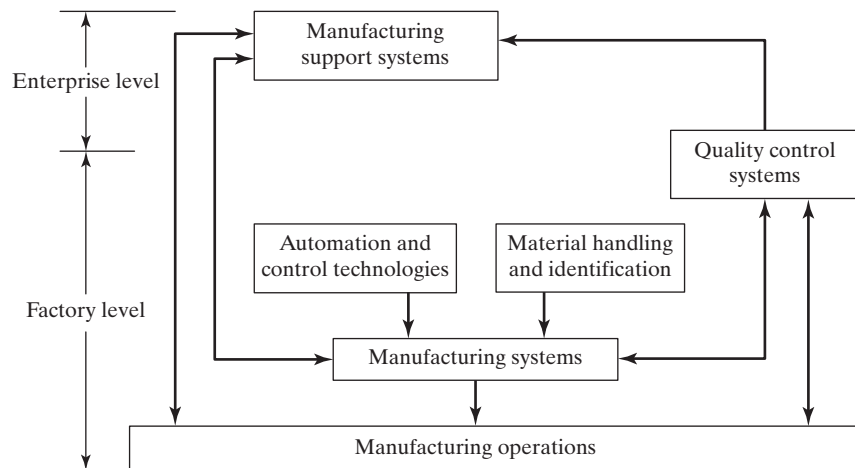 Manufacturing
support systems
Enterprise level
Quality control
systems
Automation and
control technologies
Material handling
and identification
Factory level
Manufacturing systems
Manufacturing operations